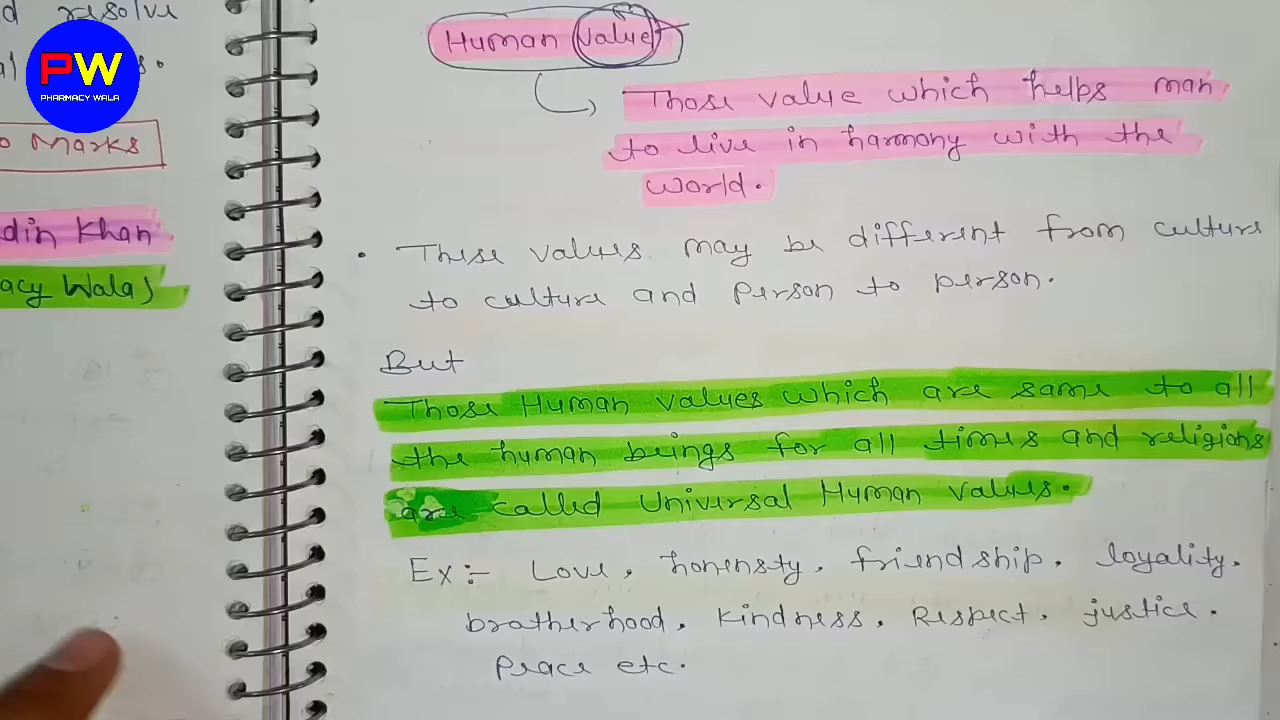 d resolve
PW
PHARMACY WALA
o Marks
din Khan
acy Wala)
Human Value
Those value which helps man
to live in harmony with the
world.
• These values may be different from culture
to culture and person to person.
But
Those Human values which are same to all
the human beings for all times and religions
are called Universal Human values.
Ex:- Love, honensty, friendship, loyality,
bratherhood, Kindness, Respect, justice,
Peace etc.